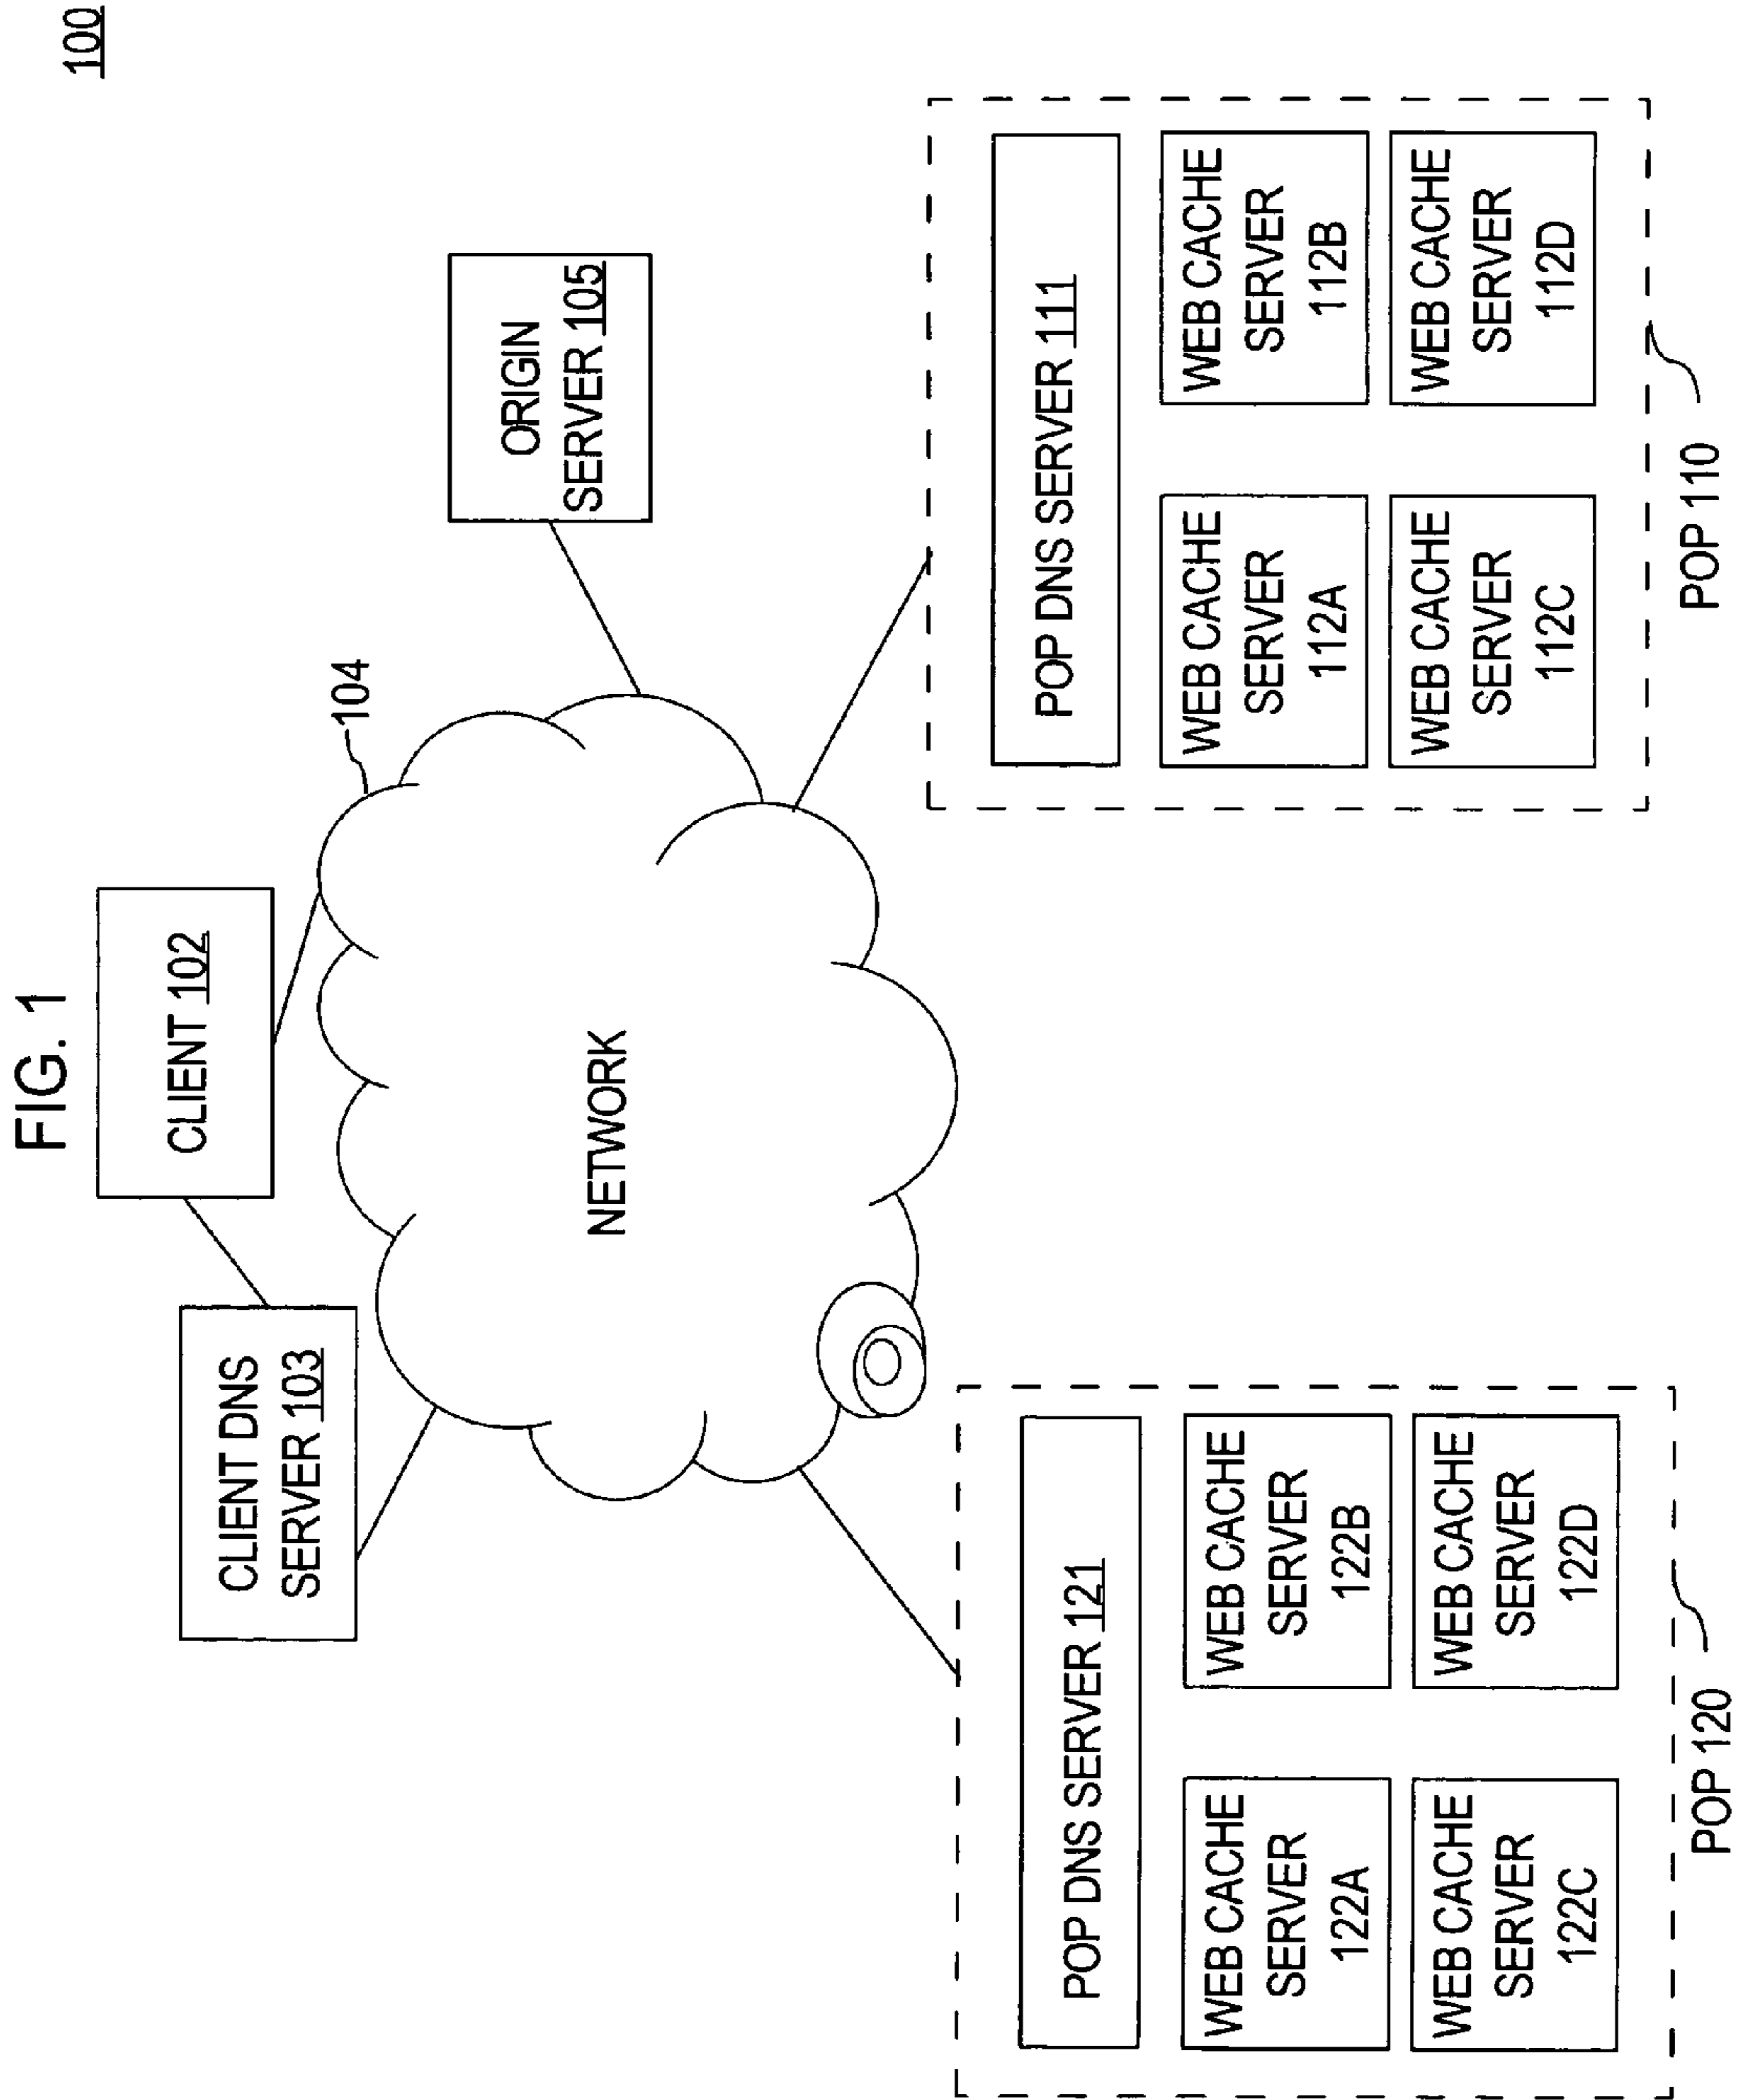 100
FIG. 1
CLIENT 102
CLIENT DNS
SERVER 103
104
ORIGIN
SERVER 105
NETWORK
POP DNS SERVER 121
WEB CACHE
SERVER
122A
WEB CACHE
SERVER
122B
WEB CACHE
SERVER
122C
WEB CACHE
SERVER
122D
POP 120
POP DNS SERVER 111
WEB CACHE
SERVER
112A
WEB CACHE
SERVER
112B
WEB CACHE
SERVER
112C
WEB CACHE
SERVER
112D
POP 110